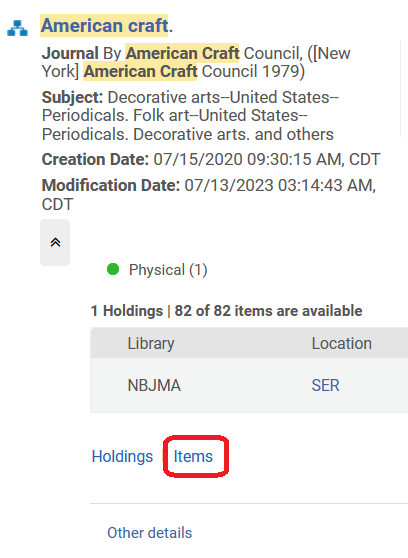 American craft.
Journal By American Craft Council, ([New
York] American Craft Council 1979)
Subject: Decorative arts--United States--
Periodicals. Folk art--United States--
Periodicals. Decorative arts. and others
Creation Date: 07/15/2020 09:30:15 AM, CDT
Modification Date: 07/13/2023 03:14:43 AM,
CDT
Physical (1)
1 Holdings | 82 of 82 items are available
Library Location
NBJMA SER
Holdings Items
Other details